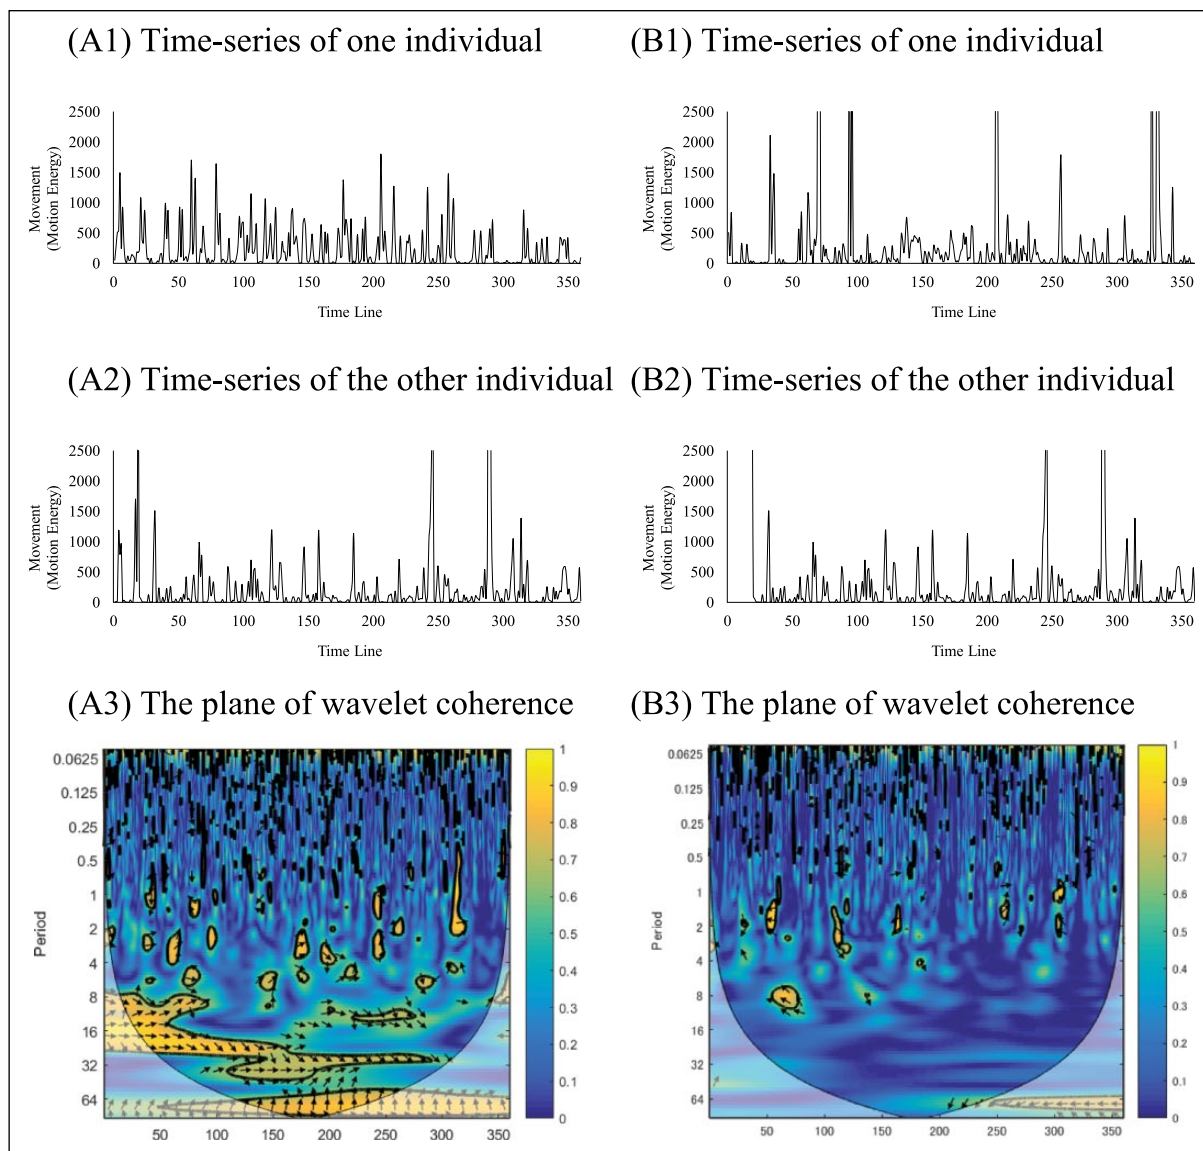 (A1) Time-series of one individual
Movement
(Motion Energy)
2500
2000
1500
1000
500
0
0 50 100 150 200 250 300 350
Time Line
(B1) Time-series of one individual
Movement
(Motion Energy)
2500
2000
1500
1000
500
0
0 50 100 150 200 250 300 350
Time Line
(A2) Time-series of the other individual
Movement
(Motion Energy)
2500
2000
1500
1000
500
0
0 50 100 150 200 250 300 350
Time Line
(B2) Time-series of the other individual
Movement
(Motion Energy)
2500
2000
1500
1000
500
0
0 50 100 150 200 250 300 350
Time Line
(A3) The plane of wavelet coherence
Period
0.0625
0.125
0.25
0.5
1
2
4
8
16
32
64
50 100 150 200 250 300 350
1
0.9
0.8
0.7
0.6
0.5
0.4
0.3
0.2
0.1
0
(B3) The plane of wavelet coherence
Period
0.0625
0.125
0.25
0.5
1
2
4
8
16
32
64
50 100 150 200 250 300 350
1
0.9
0.8
0.7
0.6
0.5
0.4
0.3
0.2
0.1
0